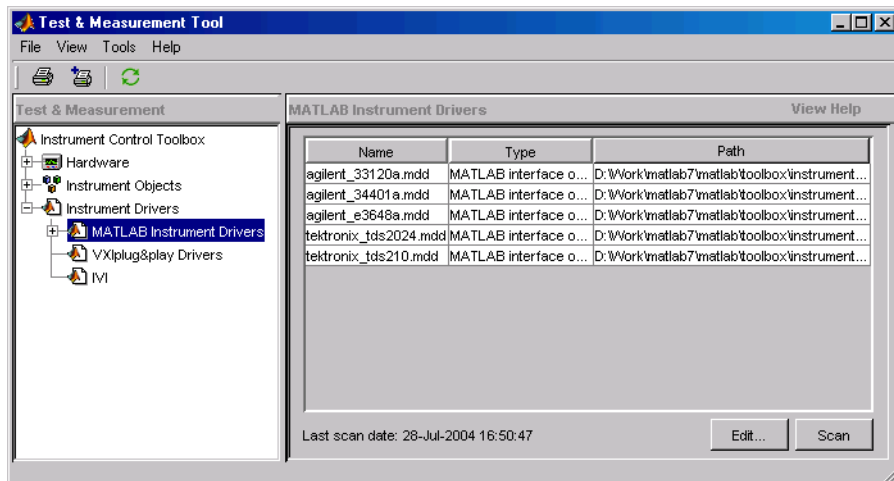 Test & Measurement Tool
File View Tools Help
Test & Measurement
MATLAB Instrument Drivers View Help
Instrument Control Toolbox
Hardware
Instrument Objects
Instrument Drivers
MATLAB Instrument Drivers
VXIplug&play Drivers
IVI
Name Type Path
agilent_33120a.mdd MATLAB interface o... D:\Work\matlab7\matlab\toolbox\instrument...
agilent_34401a.mdd MATLAB interface o... D:\Work\matlab7\matlab\toolbox\instrument...
agilent_e3648a.mdd MATLAB interface o... D:\Work\matlab7\matlab\toolbox\instrument...
tektronix_tds2024.mdd MATLAB interface o... D:\Work\matlab7\matlab\toolbox\instrument...
tektronix_tds210.mdd MATLAB interface o... D:\Work\matlab7\matlab\toolbox\instrument...
Last scan date: 28-Jul-2004 16:50:47 Edit... Scan